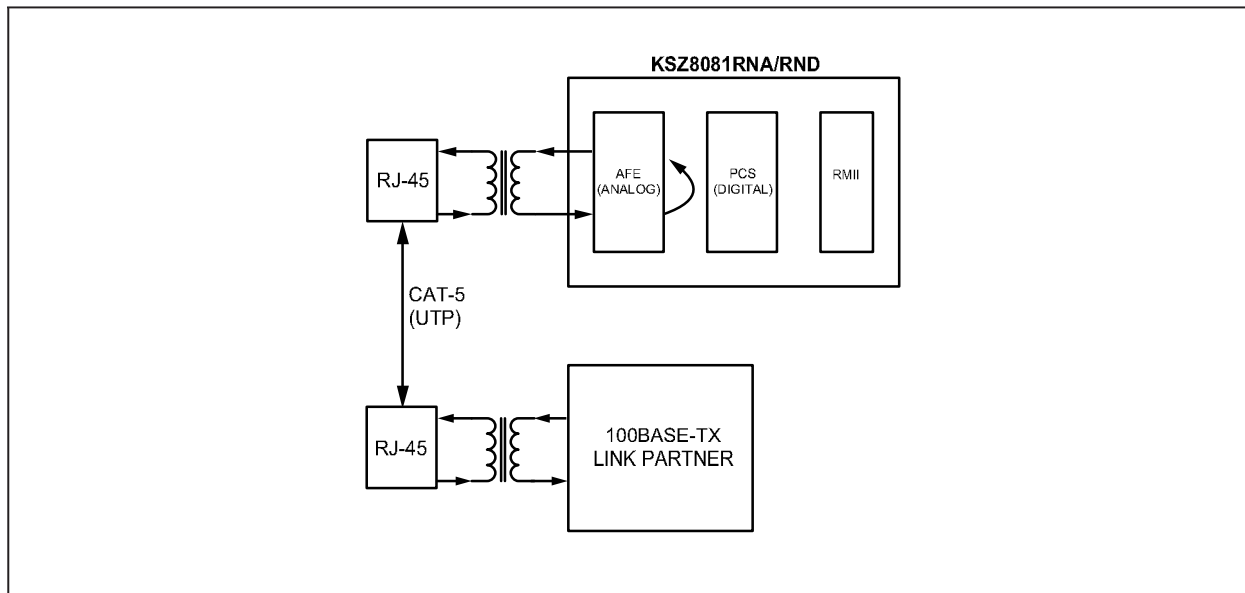 KSZ8081RNA/RND
RJ-45
AFE
(ANALOG)
PCS
(DIGITAL)
RMII
CAT-5
(UTP)
RJ-45
100BASE-TX
LINK PARTNER